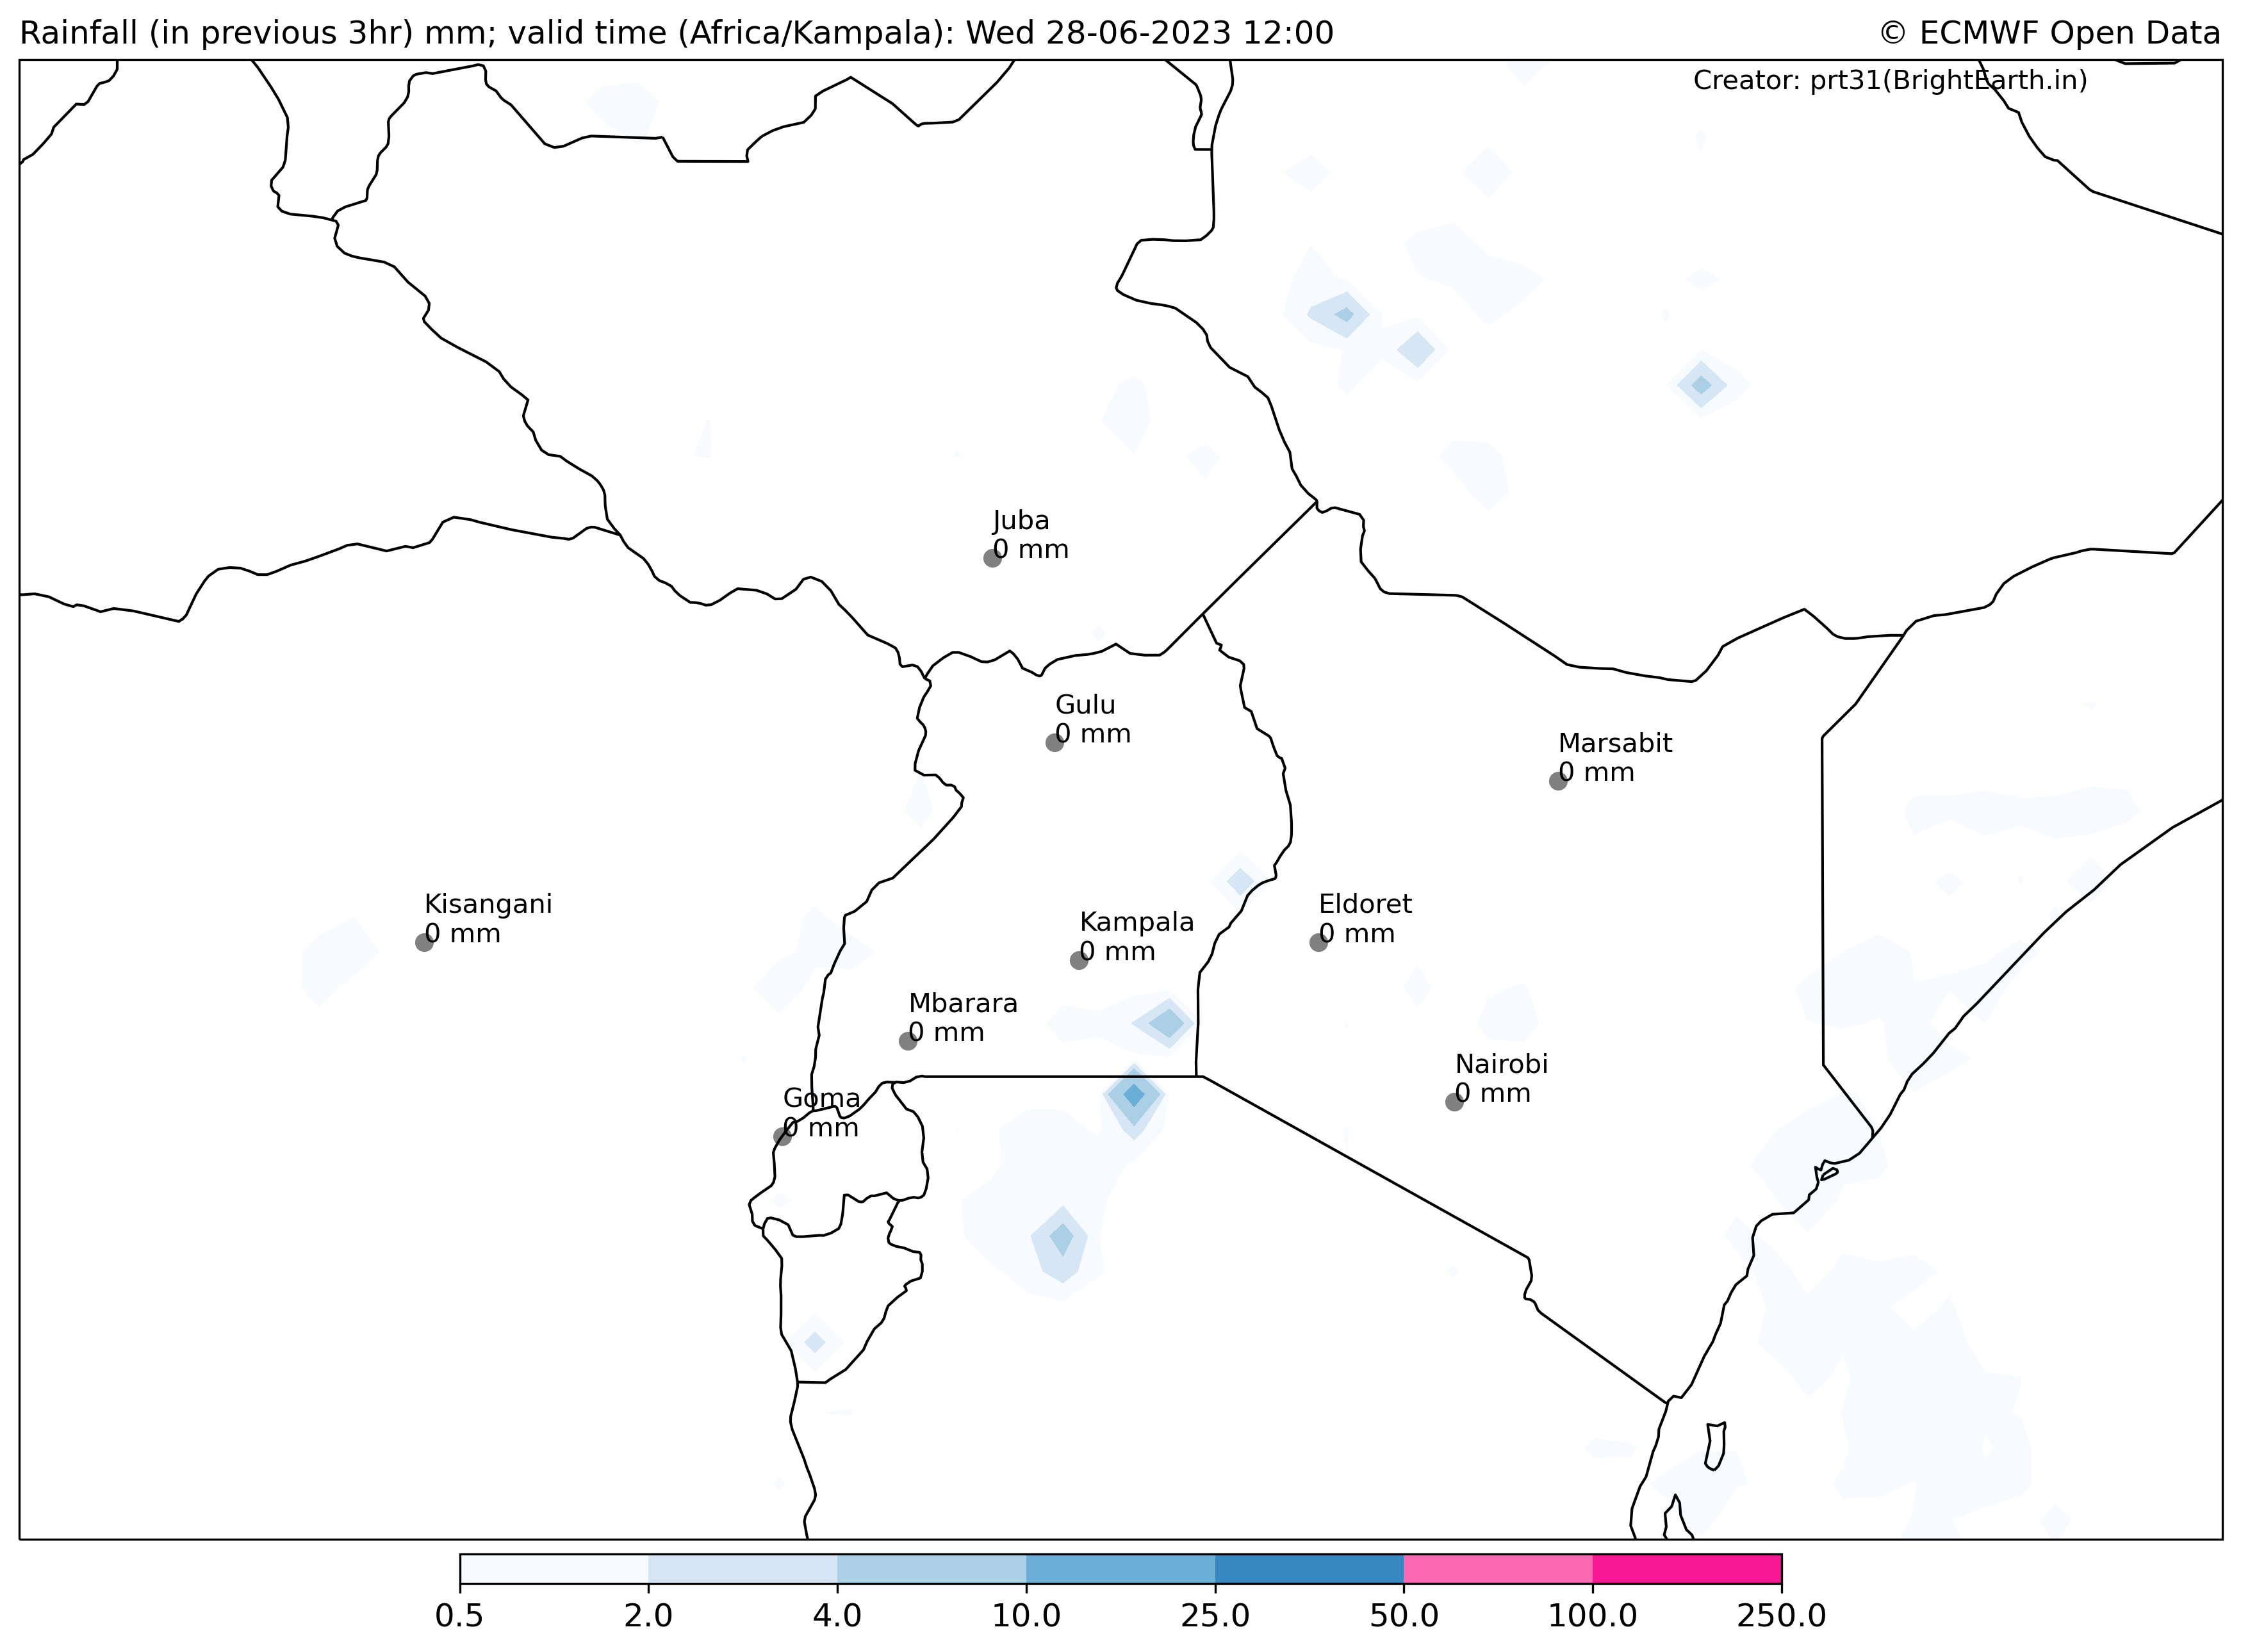 Rainfall (in previous 3hr) mm; valid time (Africa/Kampala): Wed 28-06-2023 12:00
© ECMWF Open Data
Creator: prt31(BrightEarth.in)
Juba
0 mm
Gulu
0 mm
Marsabit
0 mm
Kisangani
0 mm
Eldoret
0 mm
Kampala
0 mm
Mbarara
0 mm
Nairobi
0 mm
Goma
0 mm
0.5 2.0 4.0 10.0 25.0 50.0 100.0 250.0